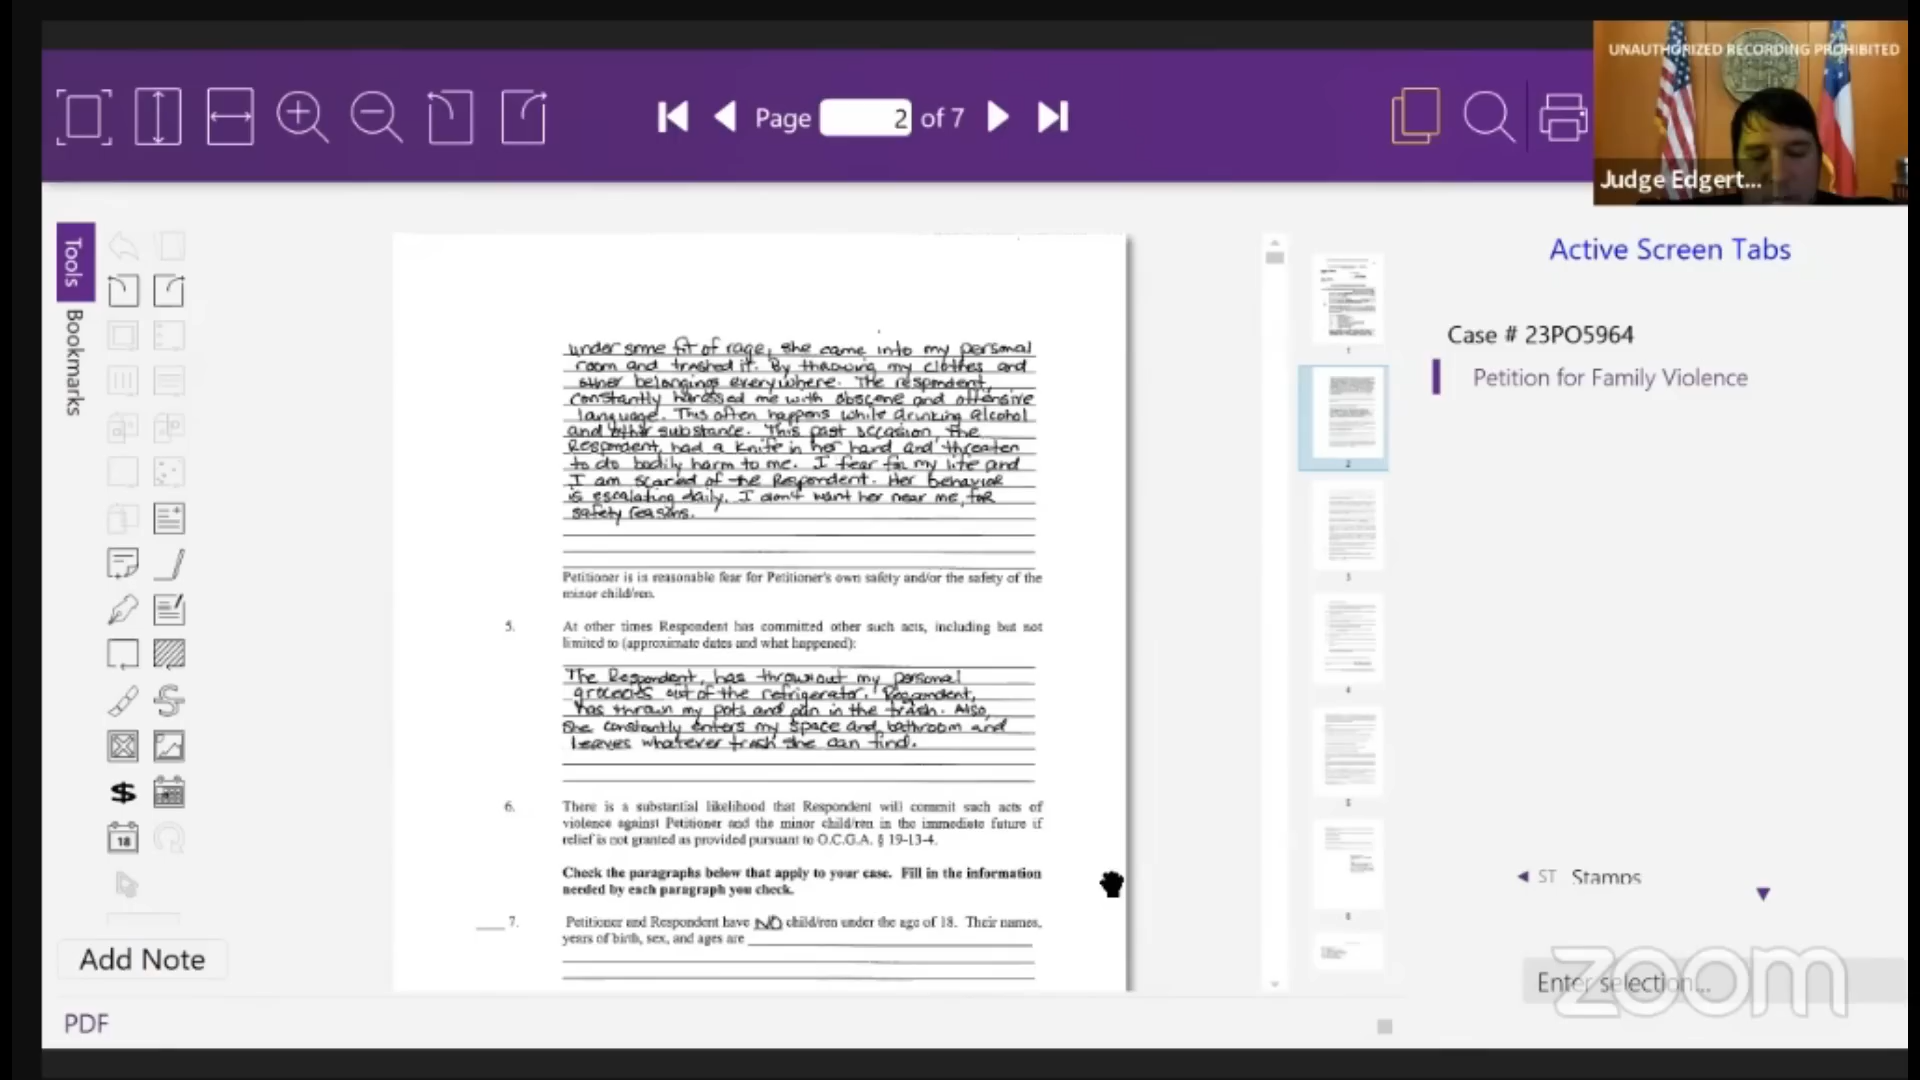 UNAUTHORIZED RECORDING PROHIBITED
Page 2 of 7
Judge Edgert...
Tools
Bookmarks
Active Screen Tabs
Case # 23PO5964
Petition for Family Violence
under some fit of rage, she came into my personal
room and trashed it. By throwing my clothes and
other belongings everywhere. The respondent,
constantly harassed me with obscene and offensive
language. This often happens while drinking alcohol
and other substance. This past occasion the
Respondent, had a knife in her hand and threaten
to do bodily harm to me. I fear for my life and
I am scared of the Respondent. Her behavior
is escalating daily. I don't want her near me, for
safety reasons.
Petitioner is in reasonable fear for Petitioner's own safety and/or the safety of the
minor child/ren.
5. At other times Respondent has committed other such acts, including but not
limited to (approximate dates and what happened):
The Respondent, has throwout my personal
groceries out of the refrigerator. Respondent,
has thrown my pots and pan in the trash. Also,
She constantly enters my space and bathroom and
leaves whatever trash she can find.
6. There is a substantial likelihood that Respondent will commit such acts of
violence against Petitioner and the minor child/ren in the immediate future if
relief is not granted as provided pursuant to O.C.G.A. § 19-13-4.
Check the paragraphs below that apply to your case. Fill in the information
needed by each paragraph you check.
7. Petitioner and Respondent have NO child/ren under the age of 18. Their names,
years of birth, sex, and ages are
1
2
3
4
5
6
18
$
ST Stamps
Add Note
Enter selection...
zoom
PDF